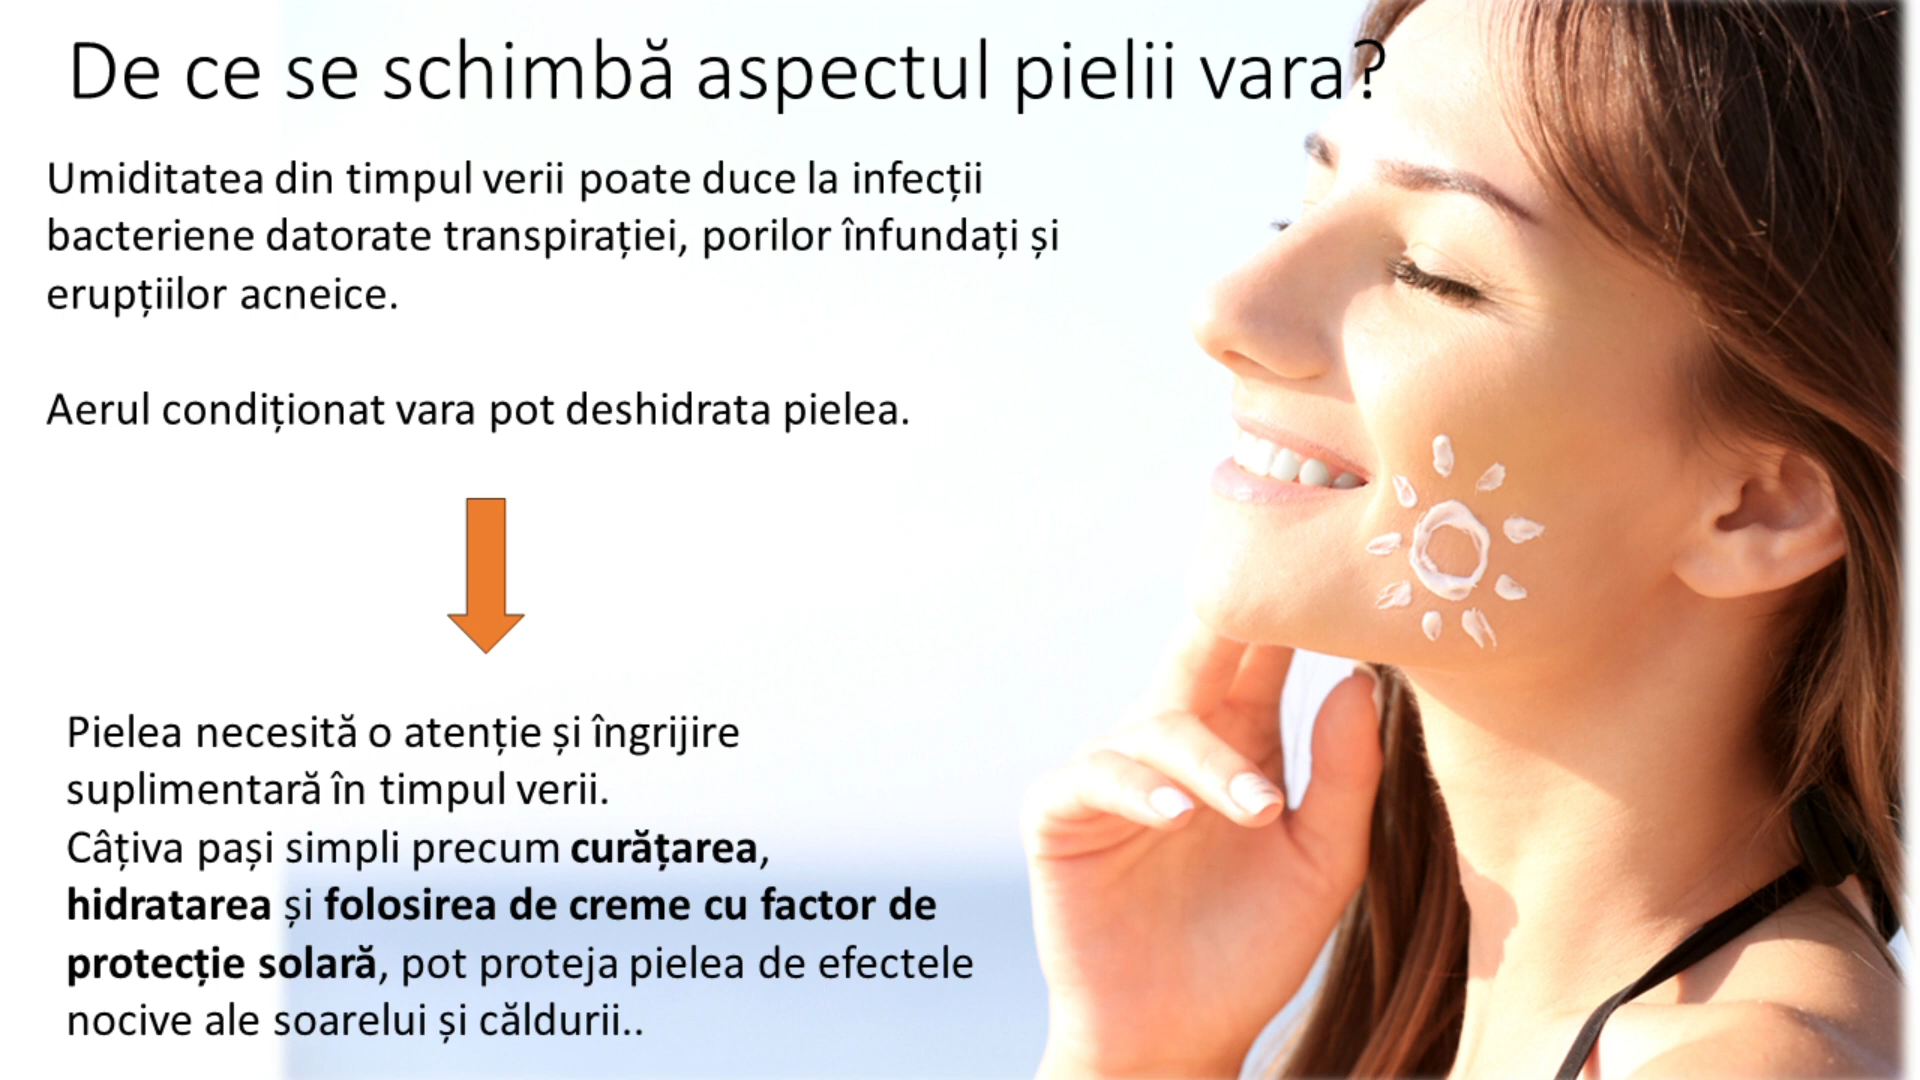 De ce se schimbă aspectul pielii vara?
Umiditatea din timpul verii poate duce la infecții
bacteriene datorate transpirației, porilor înfundați și
erupțiilor acneice.
Aerul condiționat vara pot deshidrata pielea.
Pielea necesită o atenție și îngrijire
suplimentară în timpul verii.
Câțiva pași simpli precum curățarea,
hidratarea și folosirea de creme cu factor de
protecție solară, pot proteja pielea de efectele
nocive ale soarelui și căldurii..